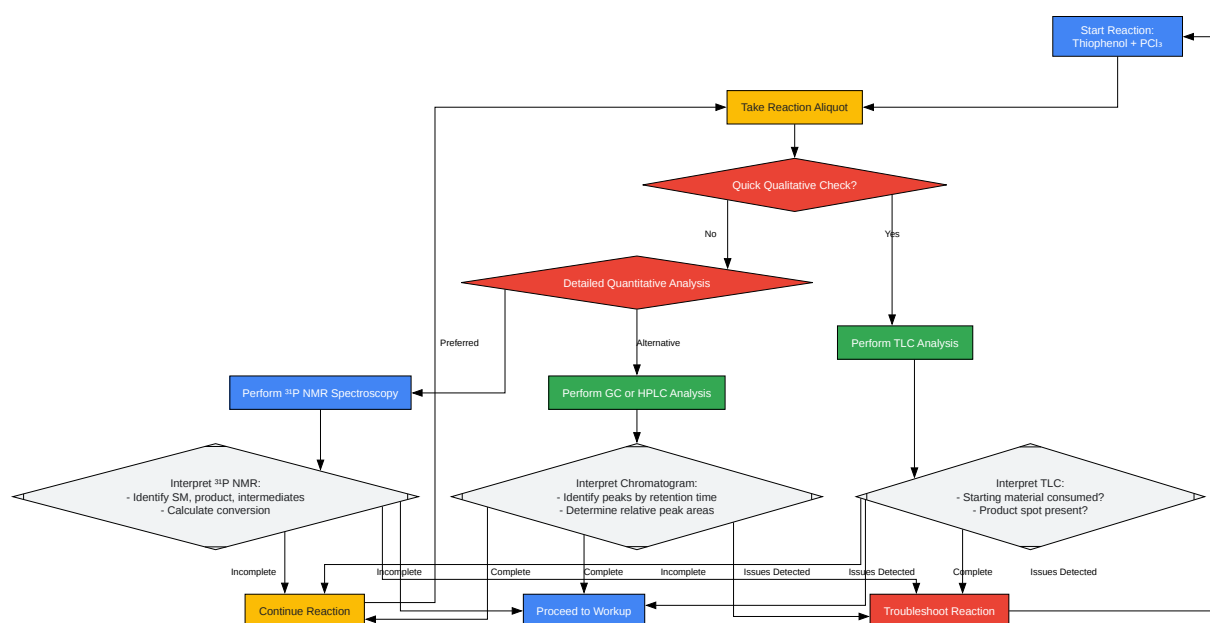 Start Reaction:
Thiophenol + PCl₃
Take Reaction Aliquot
Quick Qualitative Check?
No
Yes
Detailed Quantitative Analysis
Preferred
Alternative
Perform TLC Analysis
Perform ³¹P NMR Spectroscopy
Perform GC or HPLC Analysis
Interpret ³¹P NMR:
- Identify SM, product, intermediates
- Calculate conversion
Interpret Chromatogram:
- Identify peaks by retention time
- Determine relative peak areas
Interpret TLC:
- Starting material consumed?
- Product spot present?
Incomplete
Incomplete
Complete
Complete
Incomplete
Issues Detected
Issues Detected
Complete
Issues Detected
Continue Reaction
Proceed to Workup
Troubleshoot Reaction